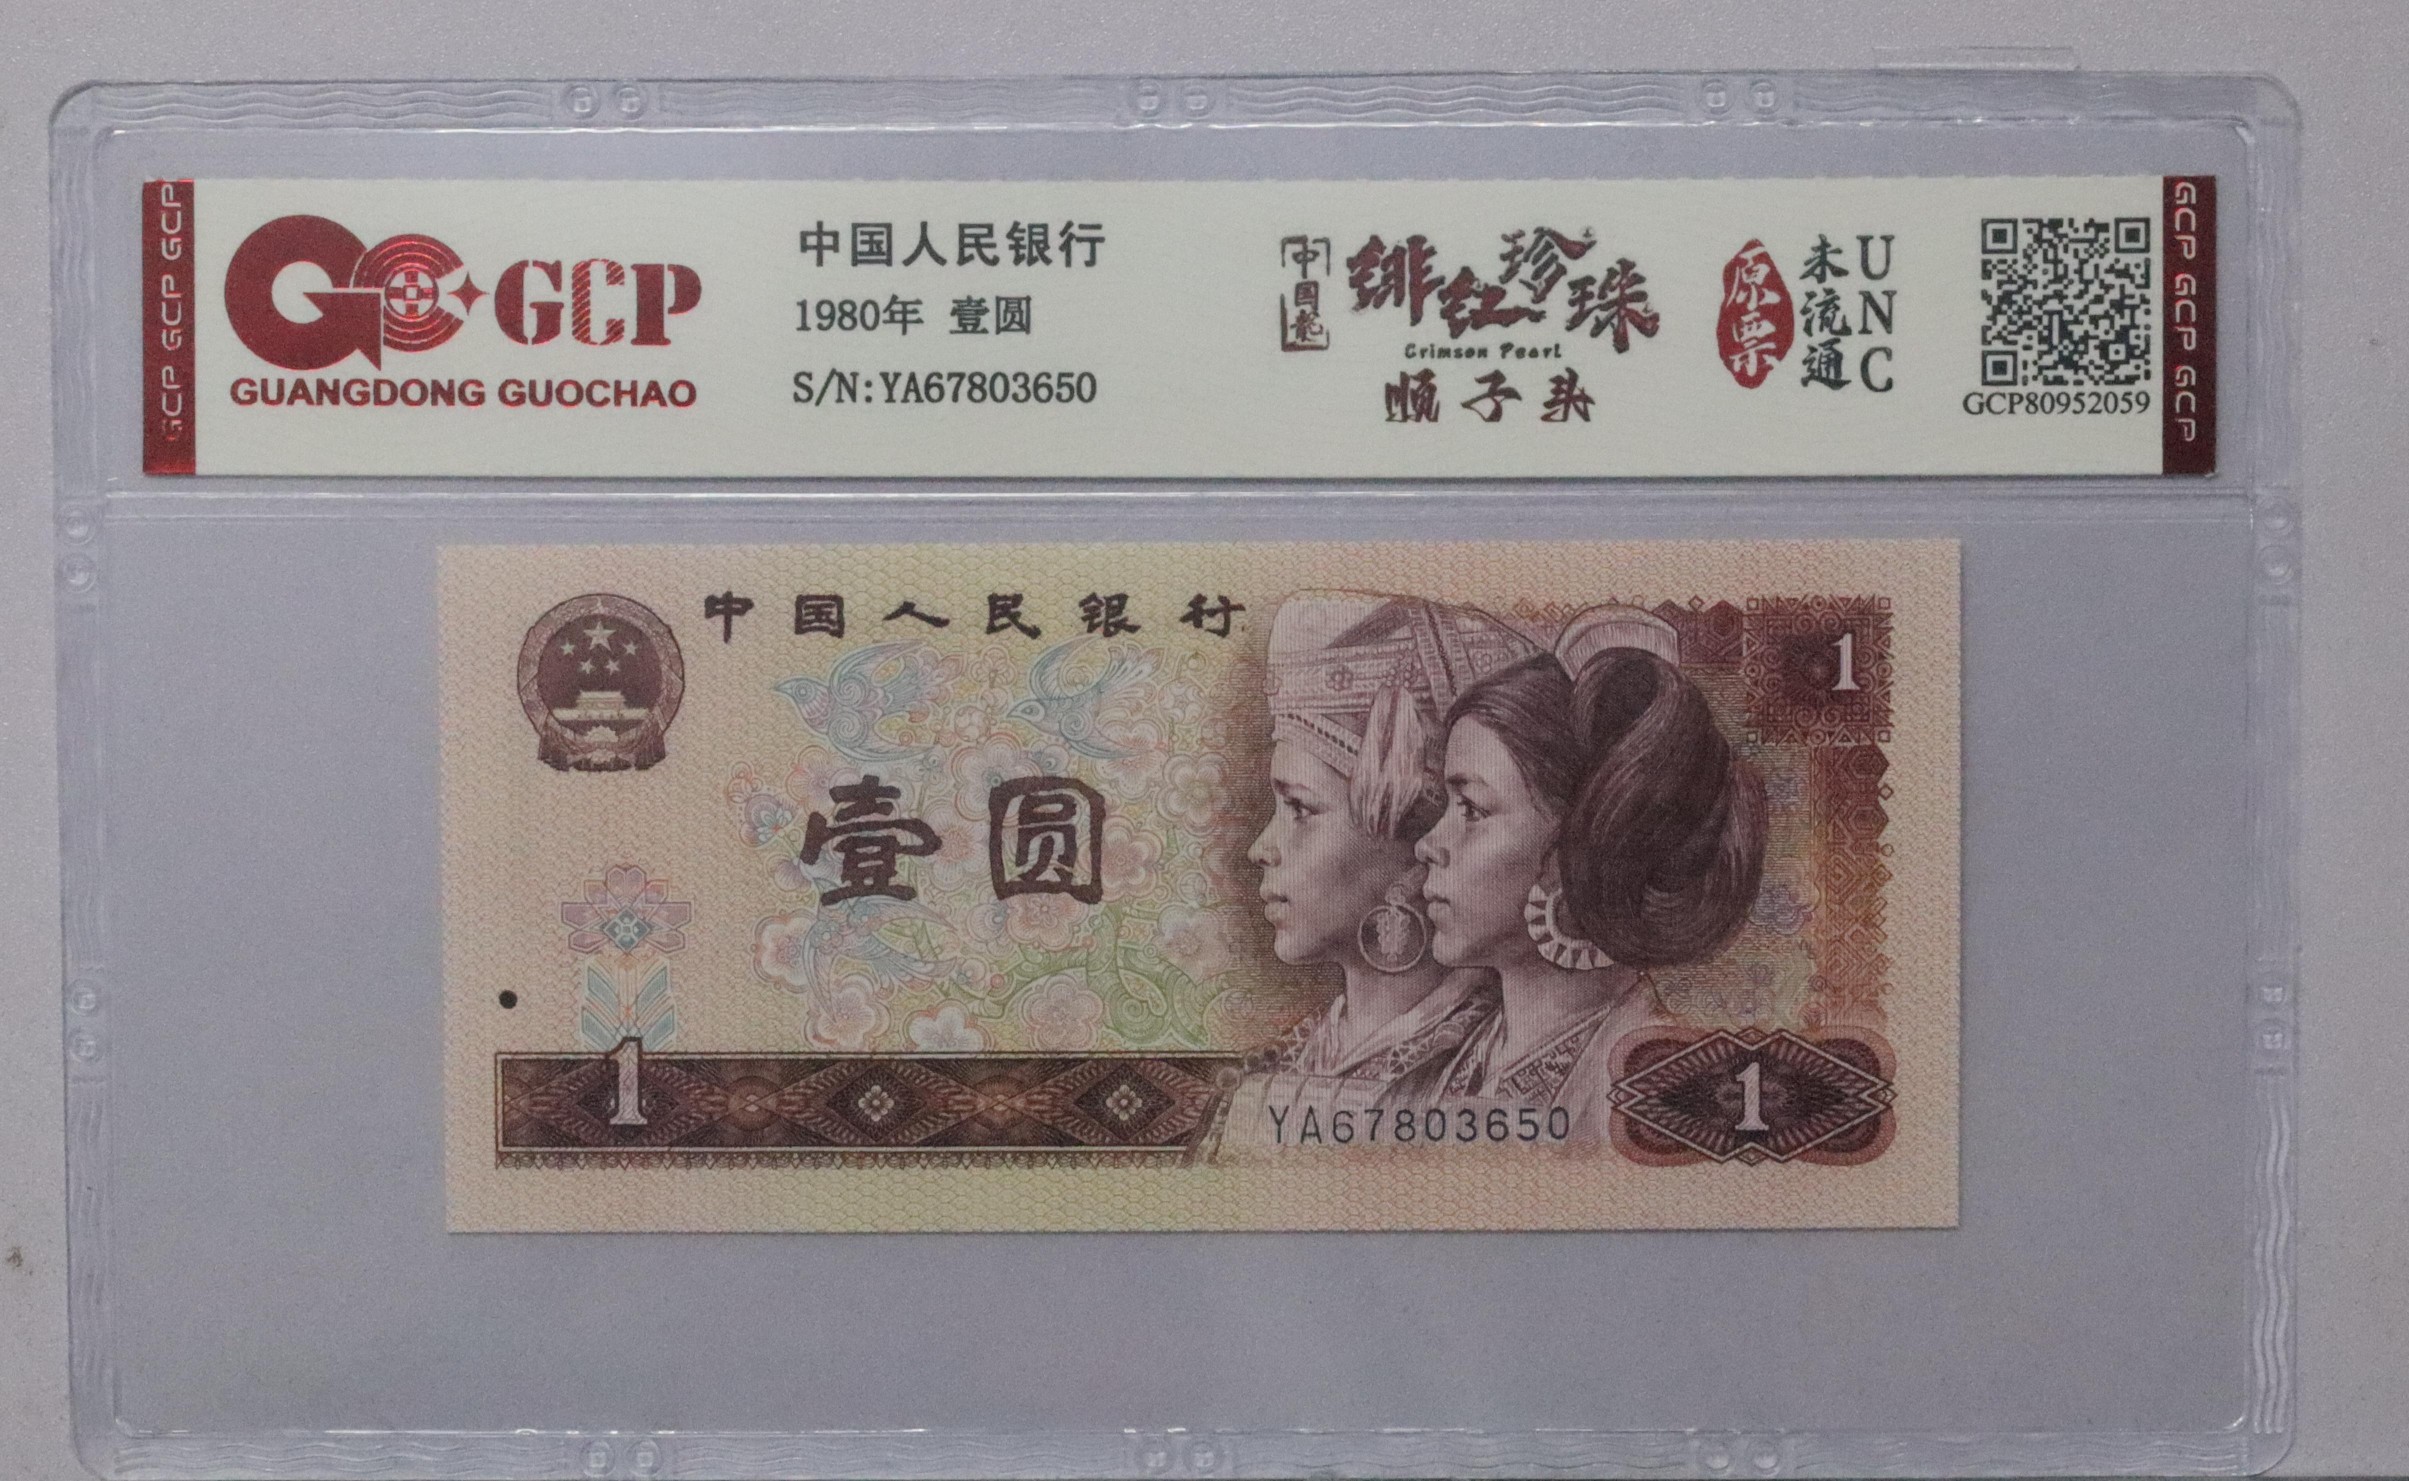 GCP GCP GCP
GCP
GUANGDONG GUOCHAO
中国人民银行
1980年 壹圆
S/N:YA67803650
中国龙
绯红珍珠
Crimson Pearl
顺子头
原票
未流通
UNC
GCP80952059
GCP GCP GCP
中国人民银行
1
壹圆
1
YA67803650
1